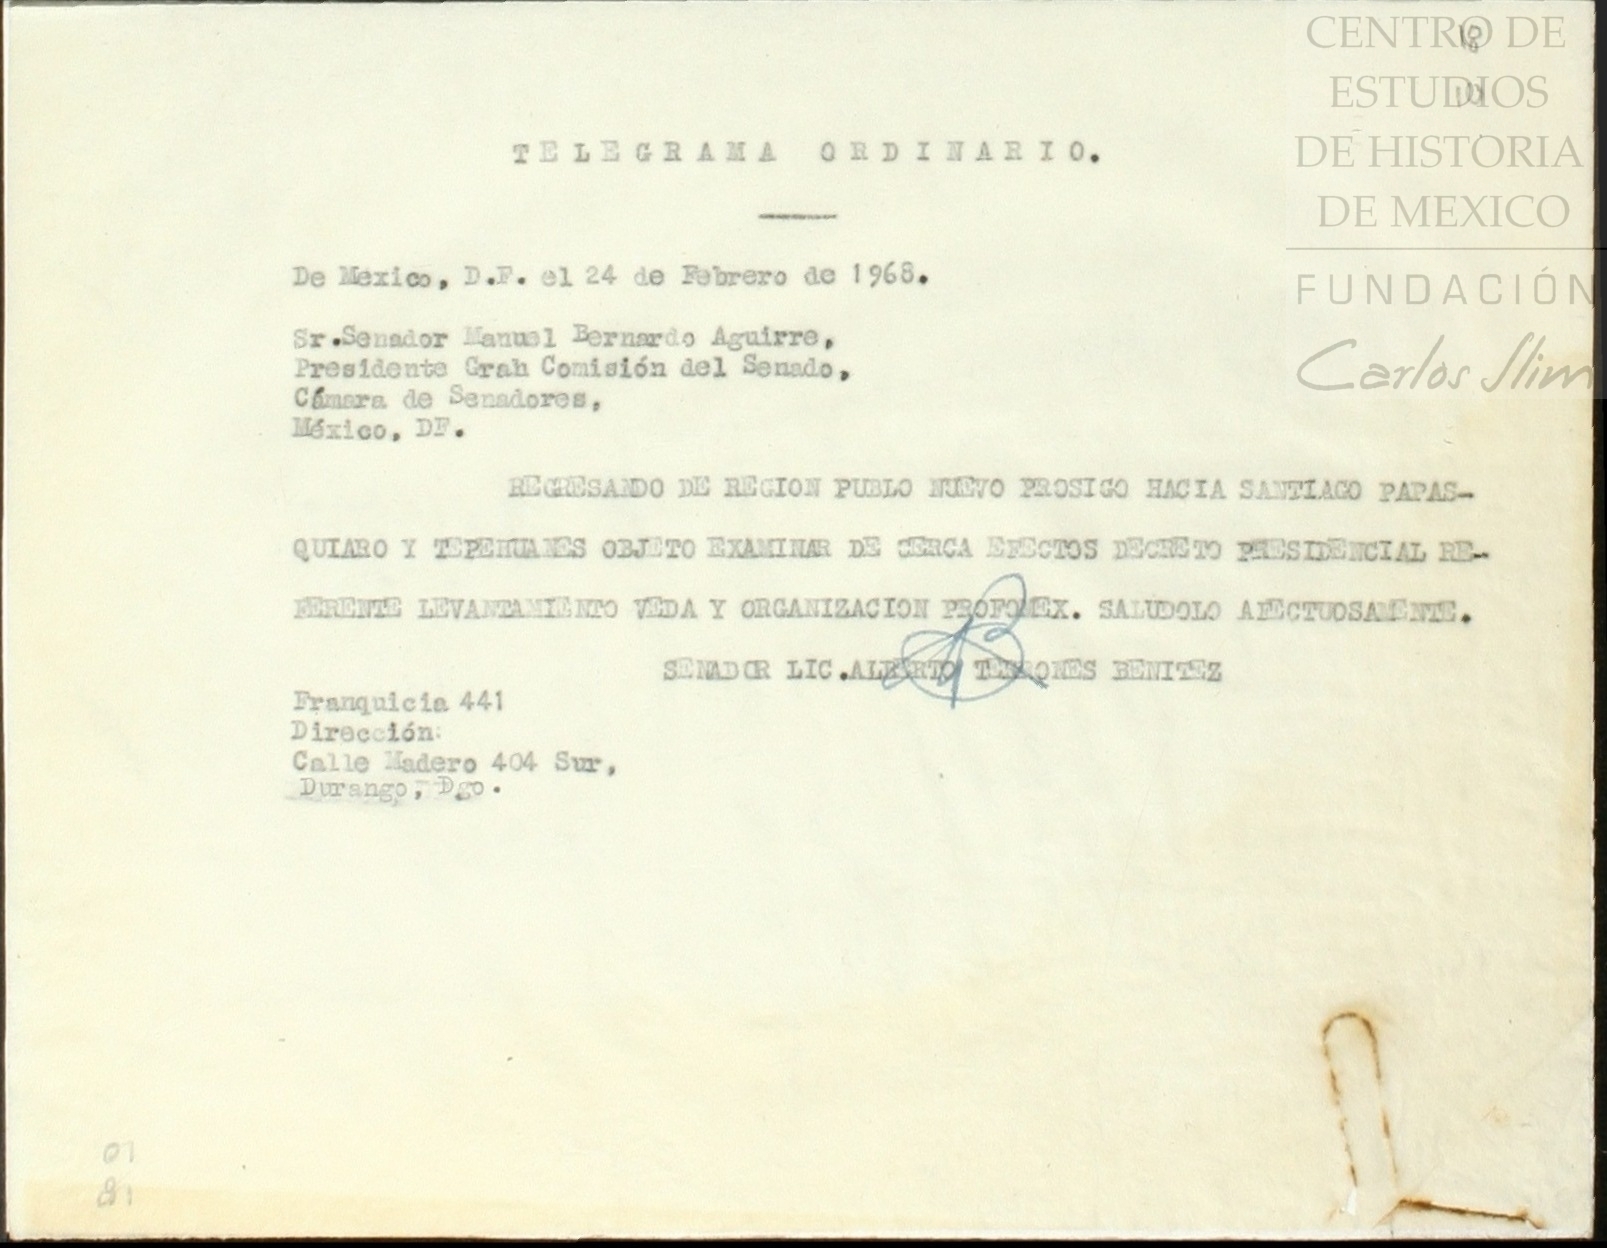 CENTRO DE
ESTUDIOS
DE HISTORIA
DE MEXICO
FUNDACIÓN
Carlos Slim
TELEGRAMA ORDINARIO.
De México, D.F. el 24 de Febrero de 1968.
Sr.Senador Manuel Bernardo Aguirre,
Presidente Grah Comisión del Senado,
Cámara de Senadores,
México, DF.
REGRESANDO DE REGION PUBLO NUEVO PROSIGO HACIA SANTIAGO PAPAS-
QUIARO Y TEPEHUANES OBJETO EXAMINAR DE CERCA EFECTOS DECRETO PRESIDENCIAL RE-
FERENTE LEVANTAMIENTO VEDA Y ORGANIZACION PROFOMEX. SALUDOLO AFECTUOSAMENTE.
SENADOR LIC.ALBERTO TERRONES BENITEZ
Franquicia 441
Dirección:
Calle Madero 404 Sur,
Durango, Dgo.